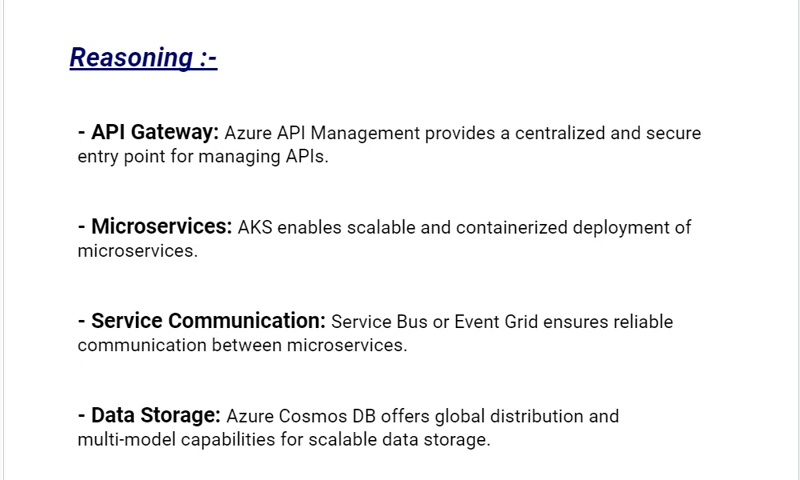 Reasoning :-
- API Gateway: Azure API Management provides a centralized and secure
entry point for managing APIs.
- Microservices: AKS enables scalable and containerized deployment of
microservices.
- Service Communication: Service Bus or Event Grid ensures reliable
communication between microservices.
- Data Storage: Azure Cosmos DB offers global distribution and
multi-model capabilities for scalable data storage.